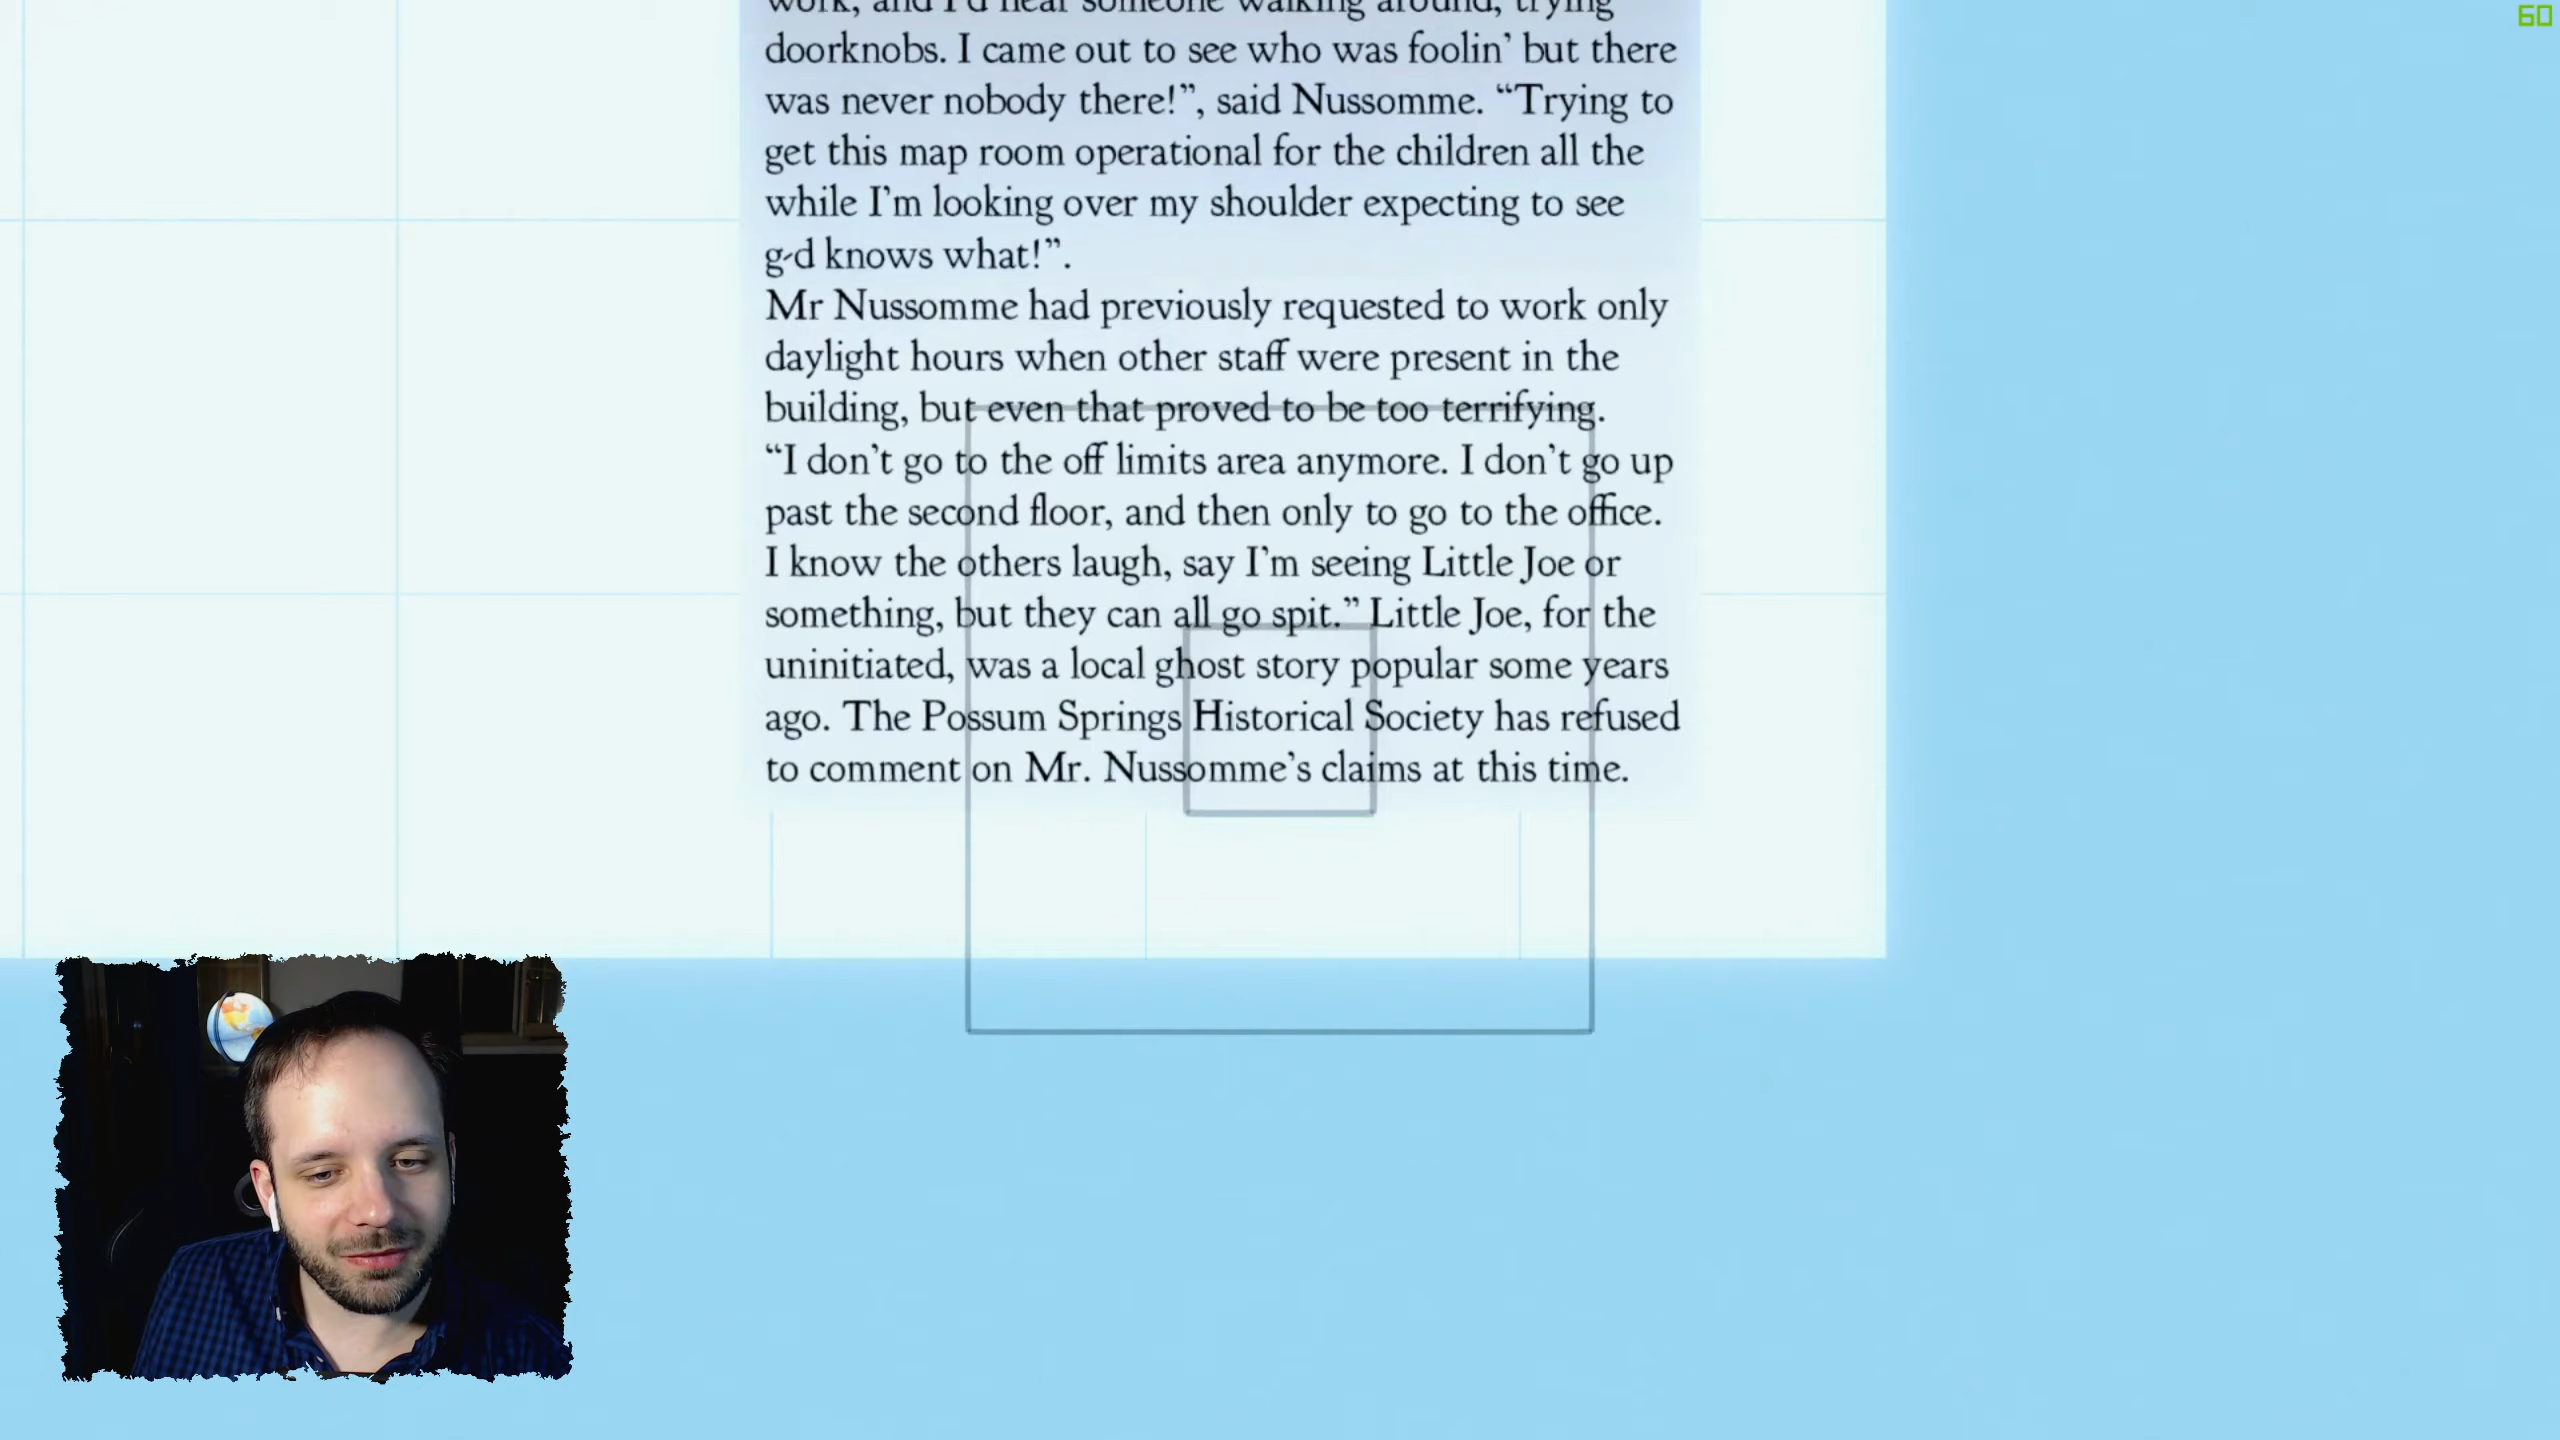 work, and I'd hear someone walking around, trying
doorknobs. I came out to see who was foolin’ but there
was never nobody there!”, said Nussomme. “Trying to
get this map room operational for the children all the
while I’m looking over my shoulder expecting to see
g-d knows what!”.
Mr Nussomme had previously requested to work only
daylight hours when other staff were present in the
building, but even that proved to be too terrifying.
“I don’t go to the off limits area anymore. I don’t go up
past the second floor, and then only to go to the office.
I know the others laugh, say I’m seeing Little Joe or
something, but they can all go spit.” Little Joe, for the
uninitiated, was a local ghost story popular some years
ago. The Possum Springs Historical Society has refused
to comment on Mr. Nussomme’s claims at this time.
60